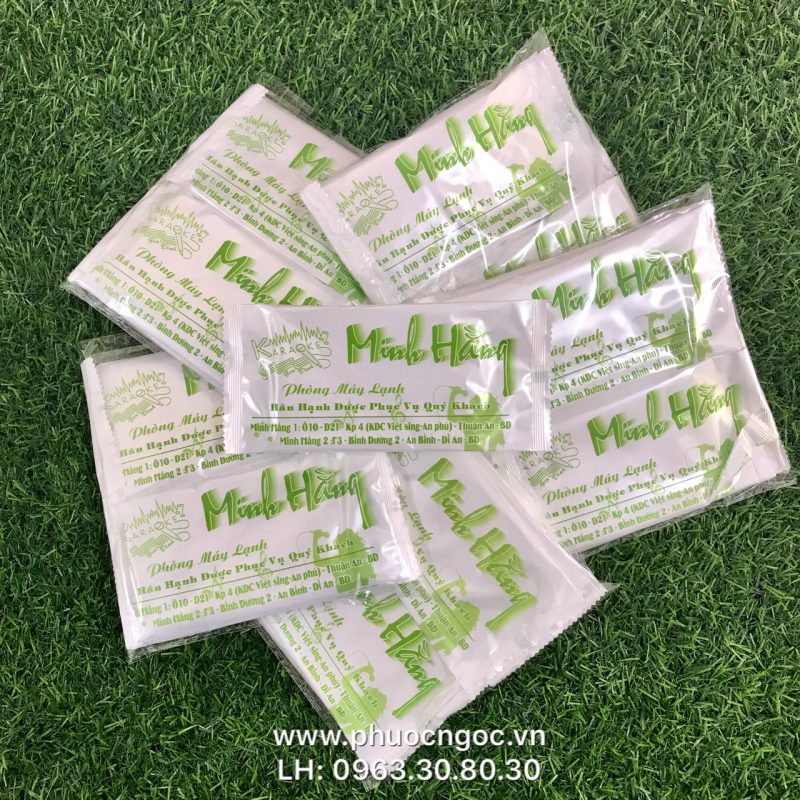 KARAOKE
Minh Hằng
Phòng Máy Lạnh
Hân Hạnh Được Phục Vụ Quý Khách
Minh Hằng 1: Ô10 - D21 - Kp 4 (KDC Việt sing-An phú) - Thuận An - BD
Minh Hằng 2: F3 - Bình Dương 2 - An Bình - Dĩ An - BD
www.phuocngoc.vn
LH: 0963.30.80.30